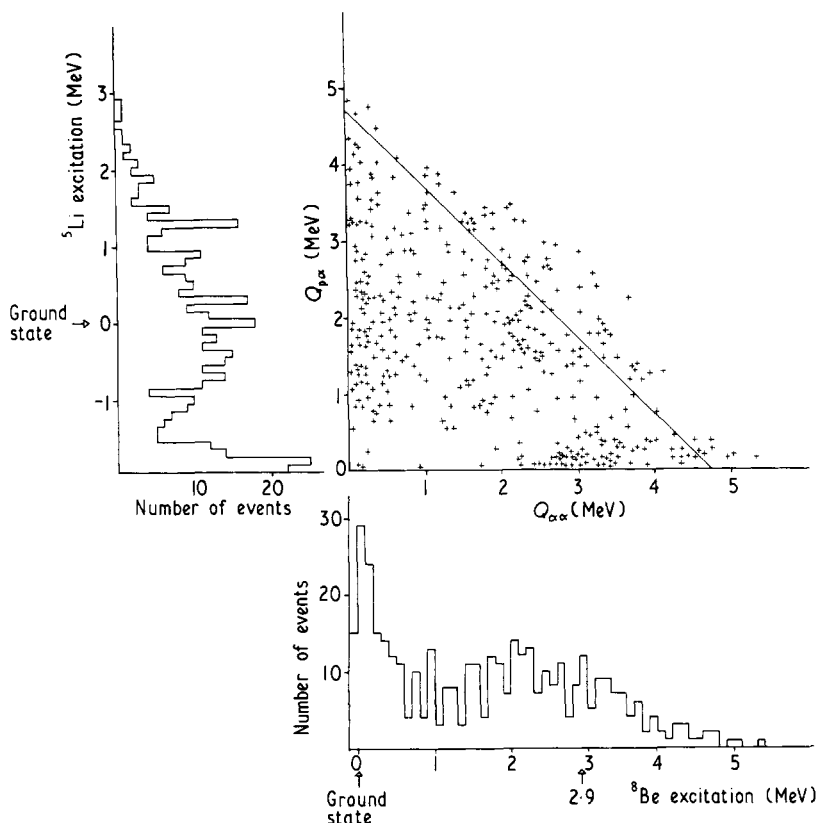 ⁵Li excitation (MeV)
3
2
1
0
-1
Ground
state
10
20
Number of events
Q_pα (MeV)
5
4
3
2
1
0
1
2
3
4
5
Q_αα (MeV)
Number of events
30
20
10
0
1
2
3
4
5
Ground
state
2·9
⁸Be excitation (MeV)